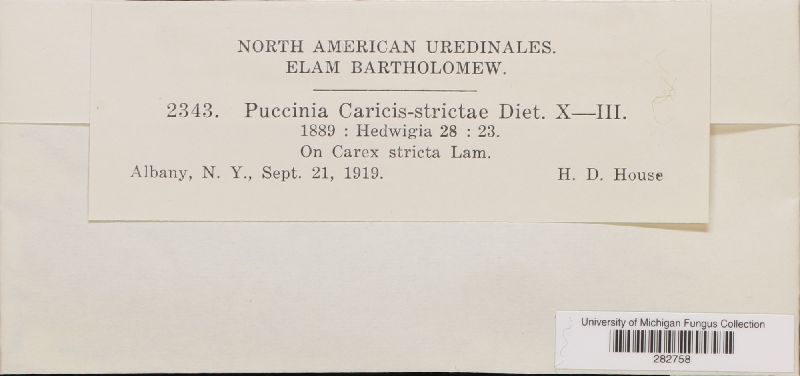 NORTH AMERICAN UREDINALES.
ELAM BARTHOLOMEW.
2343. Puccinia Caricis-strictae Diet. X—III.
1889 : Hedwigia 28 : 23.
On Carex stricta Lam.
Albany, N. Y., Sept. 21, 1919. H. D. House
University of Michigan Fungus Collection
282758